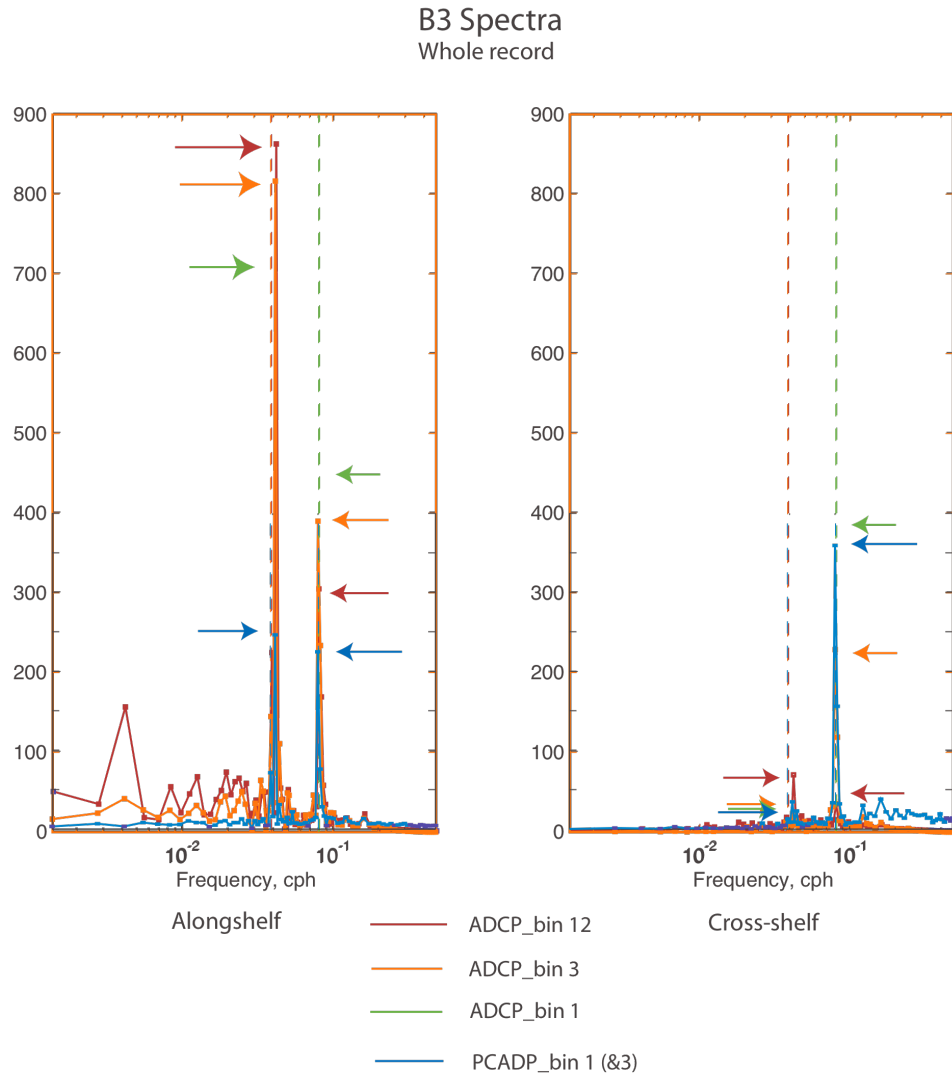 B3 Spectra
Whole record
900
800
700
600
500
400
300
200
100
0
10-2
10-1
Frequency, cph
Alongshelf
900
800
700
600
500
400
300
200
100
0
10-2
10-1
Frequency, cph
Cross-shelf
ADCP_bin 12
ADCP_bin 3
ADCP_bin 1
PCADP_bin 1 (&3)